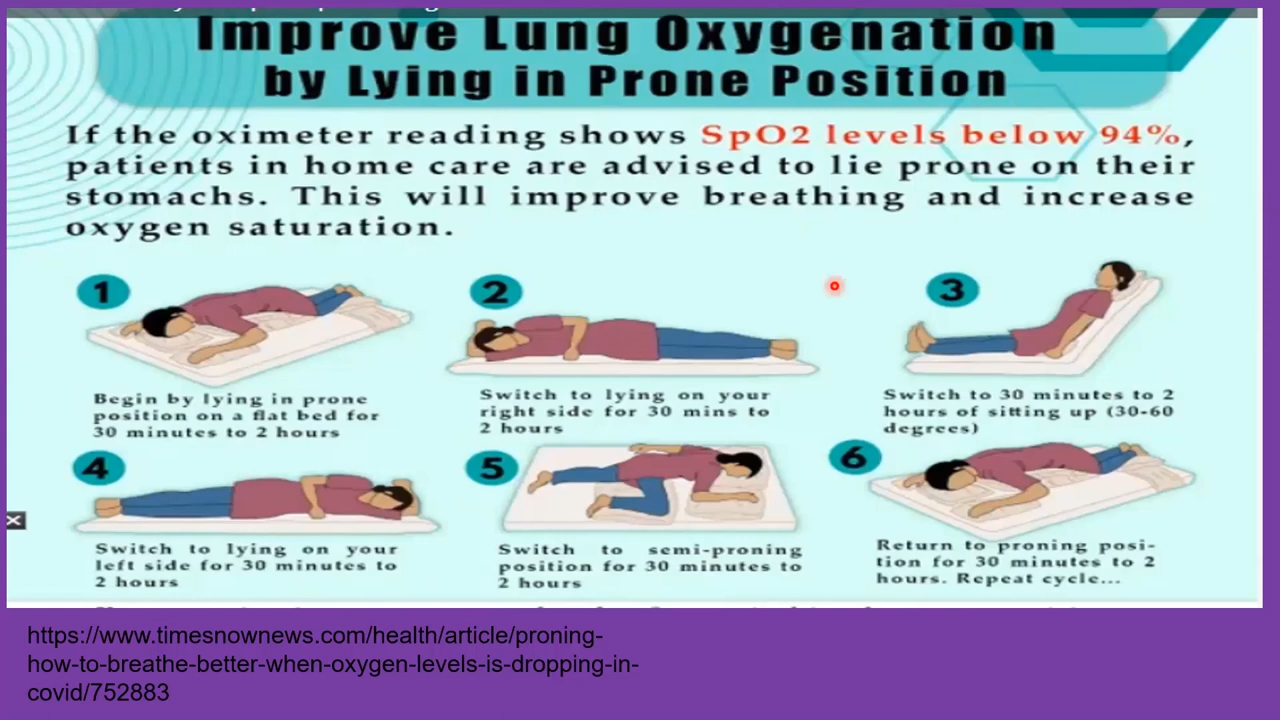 Improve Lung Oxygenation
by Lying in Prone Position
If the oximeter reading shows SpO2 levels below 94%,
patients in home care are advised to lie prone on their
stomachs. This will improve breathing and increase
oxygen saturation.
1
Begin by lying in prone
position on a flat bed for
30 minutes to 2 hours
2
Switch to lying on your
right side for 30 mins to
2 hours
3
Switch to 30 minutes to 2
hours of sitting up (30-60
degrees)
4
Switch to lying on your
left side for 30 minutes to
2 hours
5
Switch to semi-proning
position for 30 minutes to
2 hours
6
Return to proning posi-
tion for 30 minutes to 2
hours. Repeat cycle...
https://www.timesnownews.com/health/article/proning-
how-to-breathe-better-when-oxygen-levels-is-dropping-in-
covid/752883